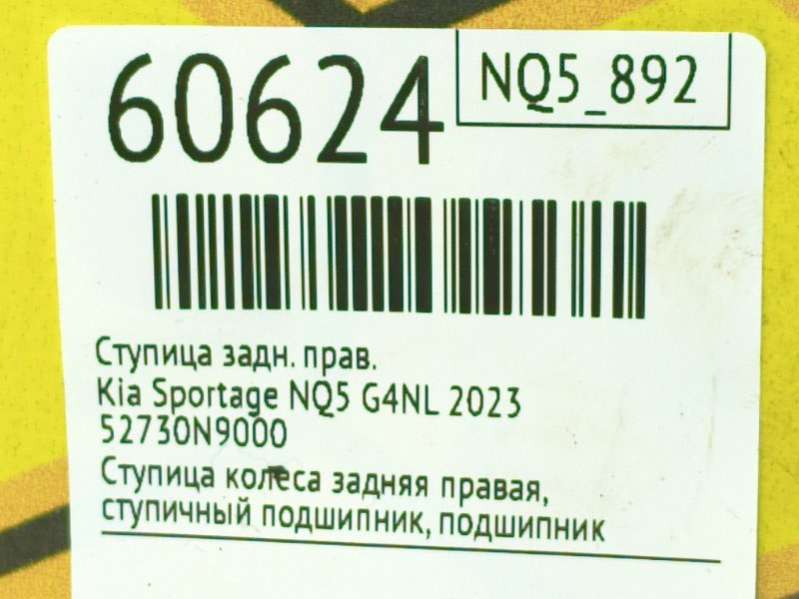 60624
NQ5_892
Ступица задн. прав.
Kia Sportage NQ5 G4NL 2023
52730N9000
Ступица колеса задняя правая,
ступичный подшипник, подшипник